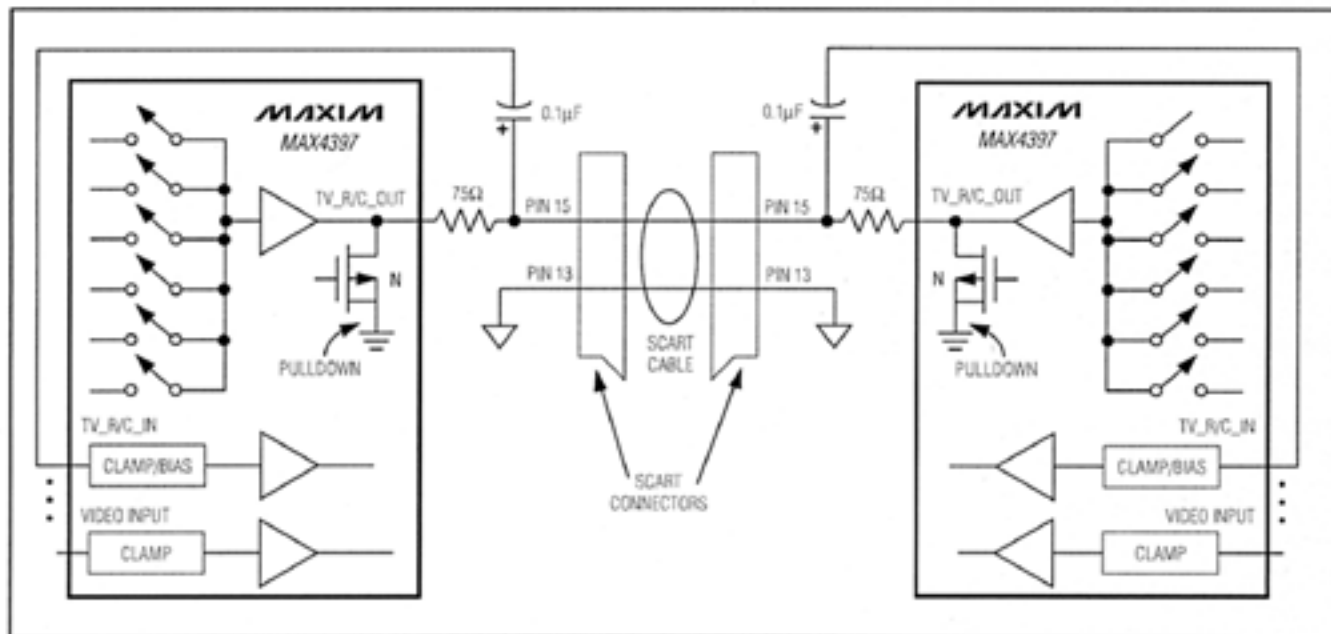 MAXIM
MAX4397
TV_R/C_OUT
N
PULLDOWN
TV_R/C_IN
CLAMP/BIAS
VIDEO INPUT
CLAMP
75Ω
0.1µF
+
PIN 15
PIN 13
SCART
CABLE
SCART
CONNECTORS
0.1µF
+
PIN 15
PIN 13
75Ω
MAXIM
MAX4397
TV_R/C_OUT
N
PULLDOWN
TV_R/C_IN
CLAMP/BIAS
VIDEO INPUT
CLAMP